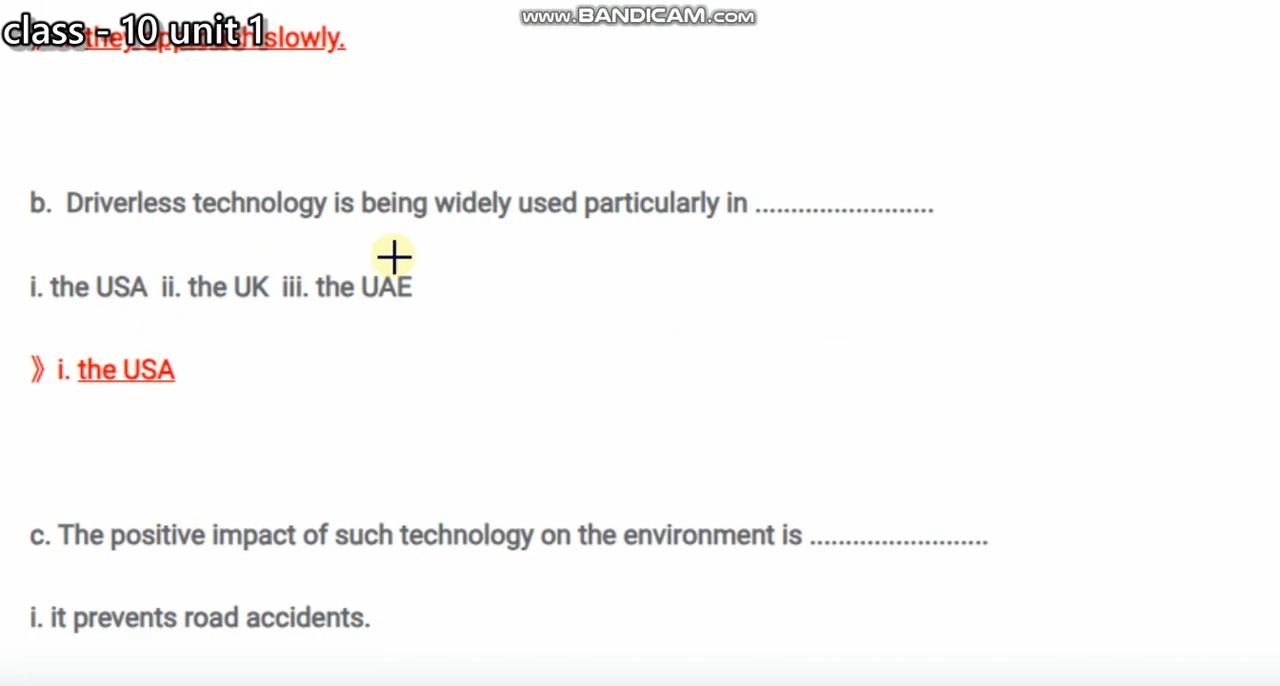 www.BANDICAM.com
class - 10 unit 1
they approach slowly.
b. Driverless technology is being widely used particularly in .........................
i. the USA ii. the UK iii. the UAE
》 i. the USA
c. The positive impact of such technology on the environment is .........................
i. it prevents road accidents.